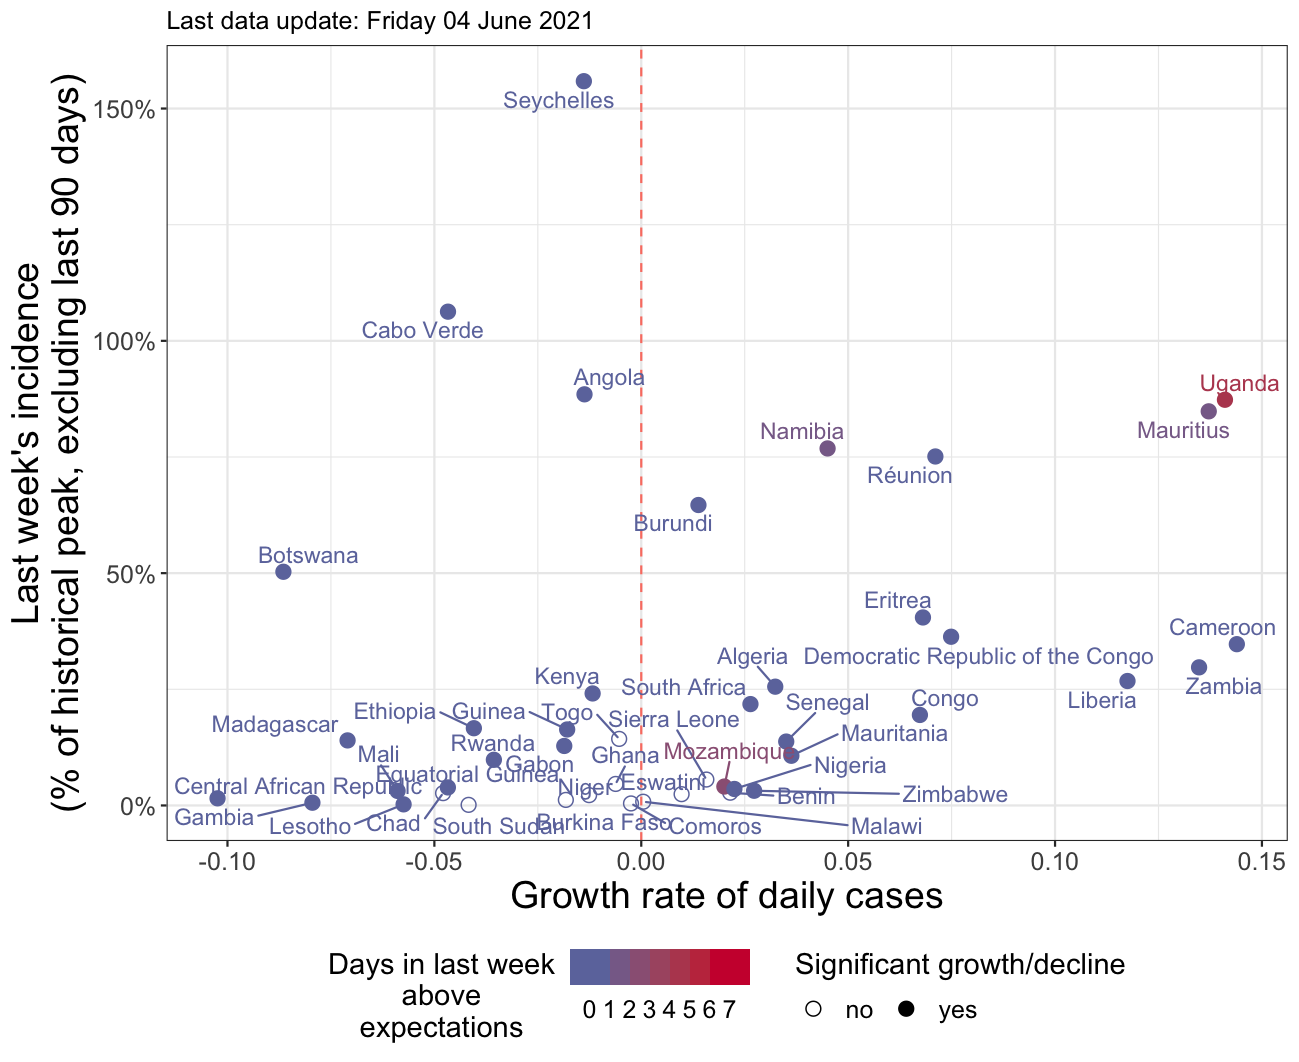 Last data update: Friday 04 June 2021
Last week's incidence
(% of historical peak, excluding last 90 days)
150%
100%
50%
0%
Seychelles
Cabo Verde
Angola
Uganda
Mauritius
Namibia
Réunion
Burundi
Botswana
Eritrea
Cameroon
Algeria
Democratic Republic of the Congo
Kenya
South Africa
Zambia
Liberia
Senegal
Congo
Ethiopia
Guinea
Togo
Sierra Leone
Madagascar
Mauritania
Rwanda
Mali
Gabon
Ghana
Mozambique
Nigeria
Equatorial Guinea
Central African Republic
Niger
Eswatini
Benin
Zimbabwe
Gambia
Lesotho
Chad
South Sudan
Burkina Faso
Comoros
Malawi
-0.10
-0.05
0.00
0.05
0.10
0.15
Growth rate of daily cases
Days in last week
above
expectations
0 1 2 3 4 5 6 7
Significant growth/decline
no
yes